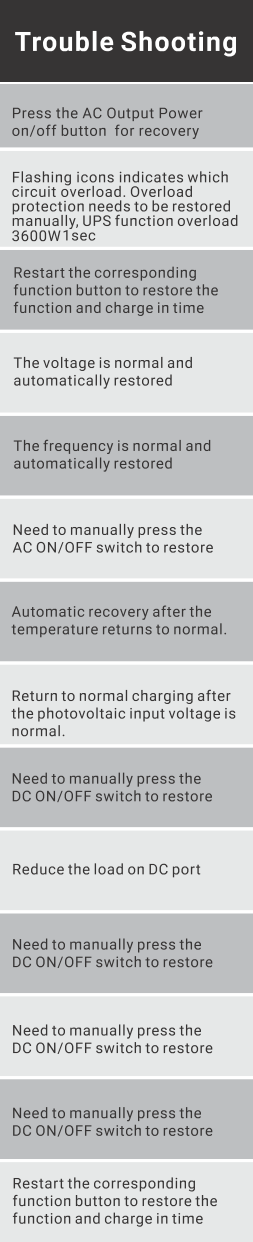 Trouble Shooting
Press the AC Output Power
on/off button for recovery
Flashing icons indicates which
circuit overload. Overload
protection needs to be restored
manually, UPS function overload
3600W1sec
Restart the corresponding
function button to restore the
function and charge in time
The voltage is normal and
automatically restored
The frequency is normal and
automatically restored
Need to manually press the
AC ON/OFF switch to restore
Automatic recovery after the
temperature returns to normal.
Return to normal charging after
the photovoltaic input voltage is
normal.
Need to manually press the
DC ON/OFF switch to restore
Reduce the load on DC port
Need to manually press the
DC ON/OFF switch to restore
Need to manually press the
DC ON/OFF switch to restore
Need to manually press the
DC ON/OFF switch to restore
Restart the corresponding
function button to restore the
function and charge in time